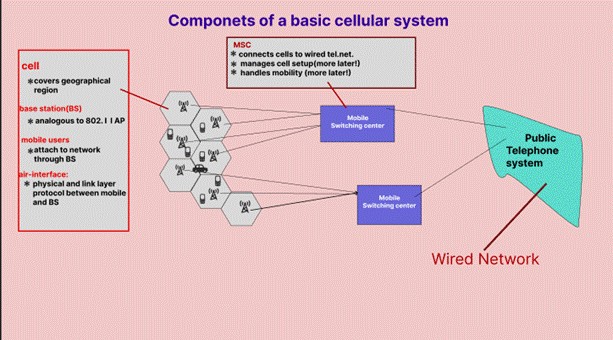 Componets of a basic cellular system
MSC
* connects cells to wired tel.net.
* manages cell setup(more later!)
* handles mobility (more later!)
cell
* covers geographical
region
base station(BS)
* analogous to 802. I I AP
mobile users
* attach to network
through BS
air-interface:
* physical and link layer
protocol between mobile
and BS
Mobile
Switching center
Mobile
Switching center
Public
Telephone
system
Wired Network